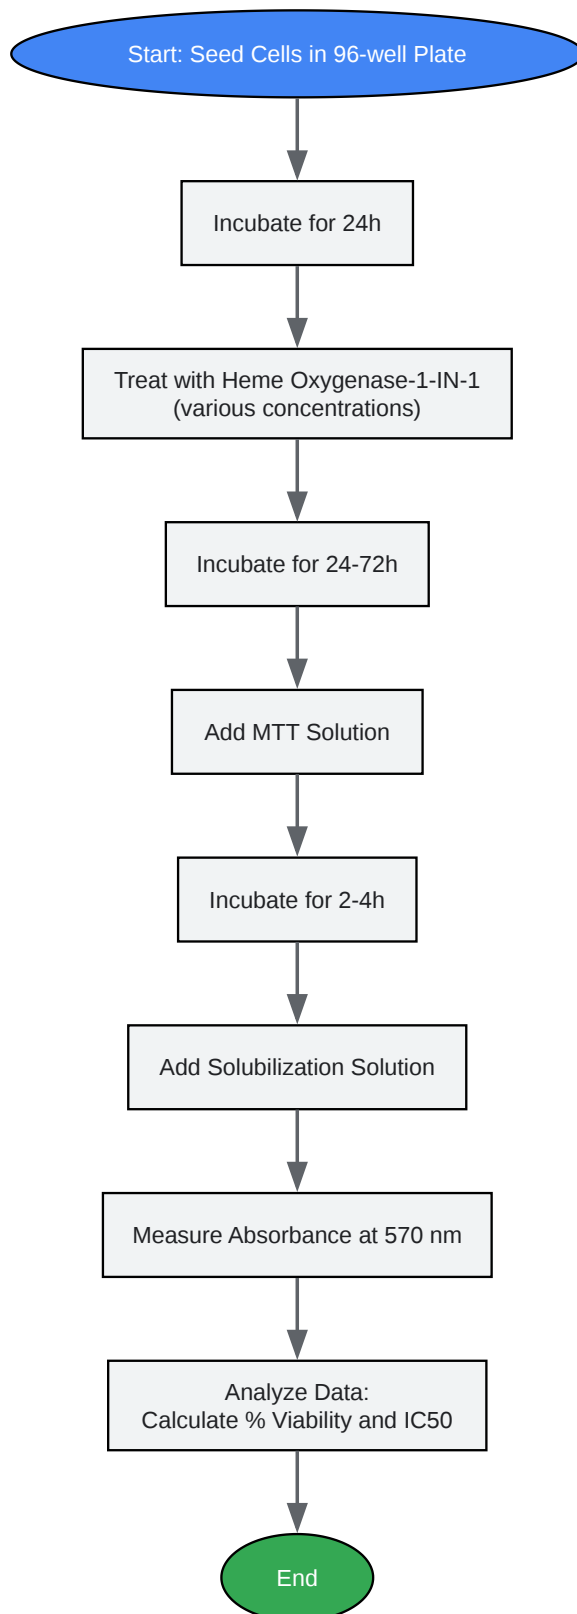 Start: Seed Cells in 96-well Plate
Incubate for 24h
Treat with Heme Oxygenase-1-IN-1
(various concentrations)
Incubate for 24-72h
Add MTT Solution
Incubate for 2-4h
Add Solubilization Solution
Measure Absorbance at 570 nm
Analyze Data:
Calculate % Viability and IC50
End